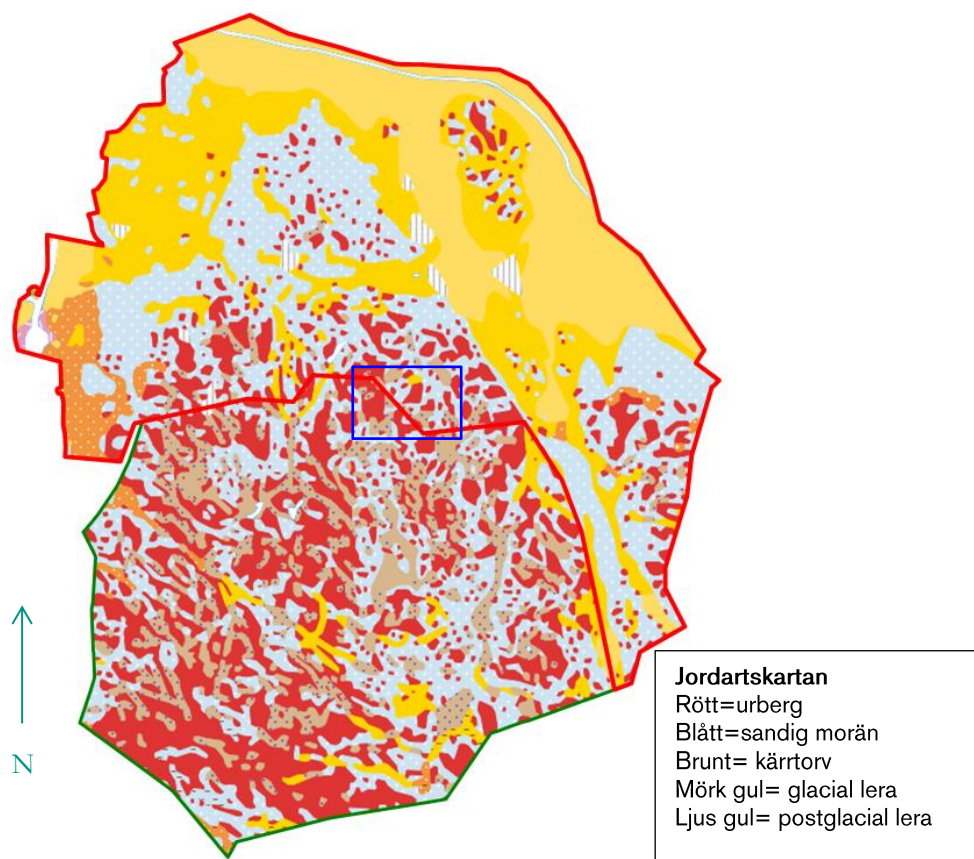 N
Jordartskartan
Rött=urberg
Blått=sandig morän
Brunt= kärrtorv
Mörk gul= glacial lera
Ljus gul= postglacial lera